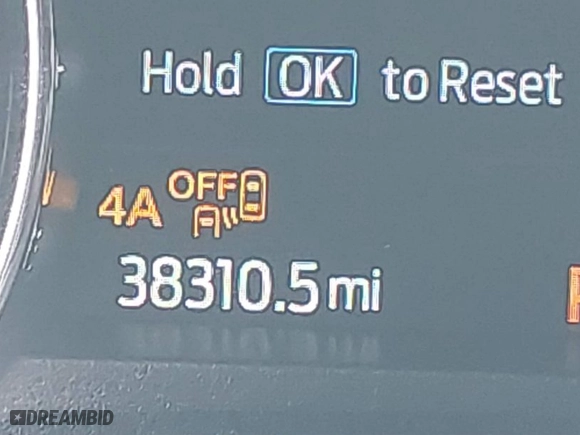 Hold OK to Reset
4A OFF
38310.5 mi
DREAMBID